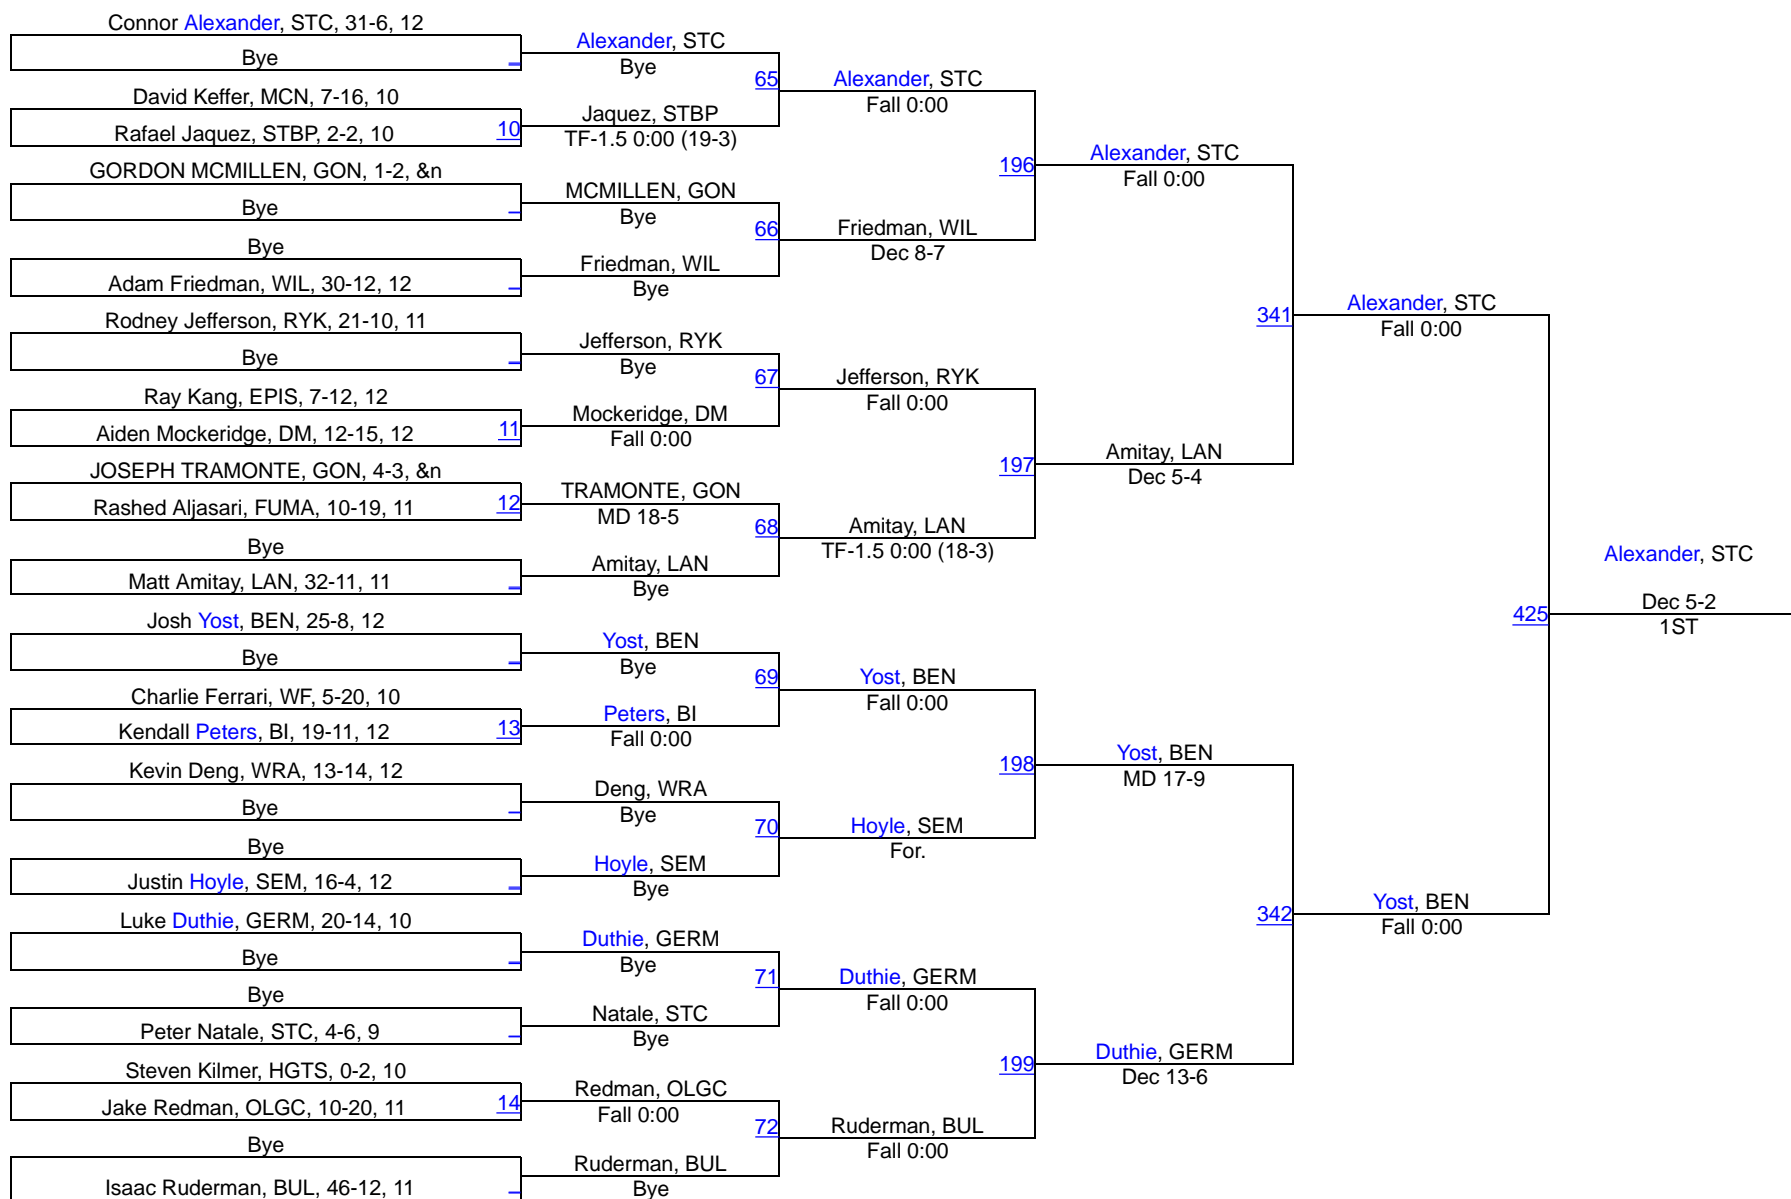 Connor Alexander, STC, 31-6, 12
Bye
David Keffer, MCN, 7-16, 10
Rafael Jaquez, STBP, 2-2, 10
10
GORDON MCMILLEN, GON, 1-2, &n
Bye
Bye
Adam Friedman, WIL, 30-12, 12
Rodney Jefferson, RYK, 21-10, 11
Bye
Ray Kang, EPIS, 7-12, 12
Aiden Mockeridge, DM, 12-15, 12
11
JOSEPH TRAMONTE, GON, 4-3, &n
Rashed Aljasari, FUMA, 10-19, 11
12
Bye
Matt Amitay, LAN, 32-11, 11
Josh Yost, BEN, 25-8, 12
Bye
Charlie Ferrari, WF, 5-20, 10
Kendall Peters, BI, 19-11, 12
13
Kevin Deng, WRA, 13-14, 12
Bye
Bye
Justin Hoyle, SEM, 16-4, 12
Luke Duthie, GERM, 20-14, 10
Bye
Bye
Peter Natale, STC, 4-6, 9
Steven Kilmer, HGTS, 0-2, 10
Jake Redman, OLGC, 10-20, 11
14
Bye
Isaac Ruderman, BUL, 46-12, 11
Alexander, STC
Bye
65
Jaquez, STBP
TF-1.5 0:00 (19-3)
MCMILLEN, GON
Bye
66
Friedman, WIL
Bye
Jefferson, RYK
Bye
67
Mockeridge, DM
Fall 0:00
TRAMONTE, GON
MD 18-5
68
Amitay, LAN
Bye
Yost, BEN
Bye
69
Peters, BI
Fall 0:00
Deng, WRA
Bye
70
Hoyle, SEM
Bye
Duthie, GERM
Bye
71
Natale, STC
Bye
Redman, OLGC
Fall 0:00
72
Ruderman, BUL
Bye
Alexander, STC
Fall 0:00
196
Friedman, WIL
Dec 8-7
Jefferson, RYK
Fall 0:00
197
Amitay, LAN
TF-1.5 0:00 (18-3)
Yost, BEN
Fall 0:00
198
Hoyle, SEM
For.
Duthie, GERM
Fall 0:00
199
Ruderman, BUL
Fall 0:00
Alexander, STC
Fall 0:00
341
Amitay, LAN
Dec 5-4
Yost, BEN
MD 17-9
342
Duthie, GERM
Dec 13-6
Alexander, STC
Fall 0:00
425
Yost, BEN
Fall 0:00
Alexander, STC
Dec 5-2
1ST